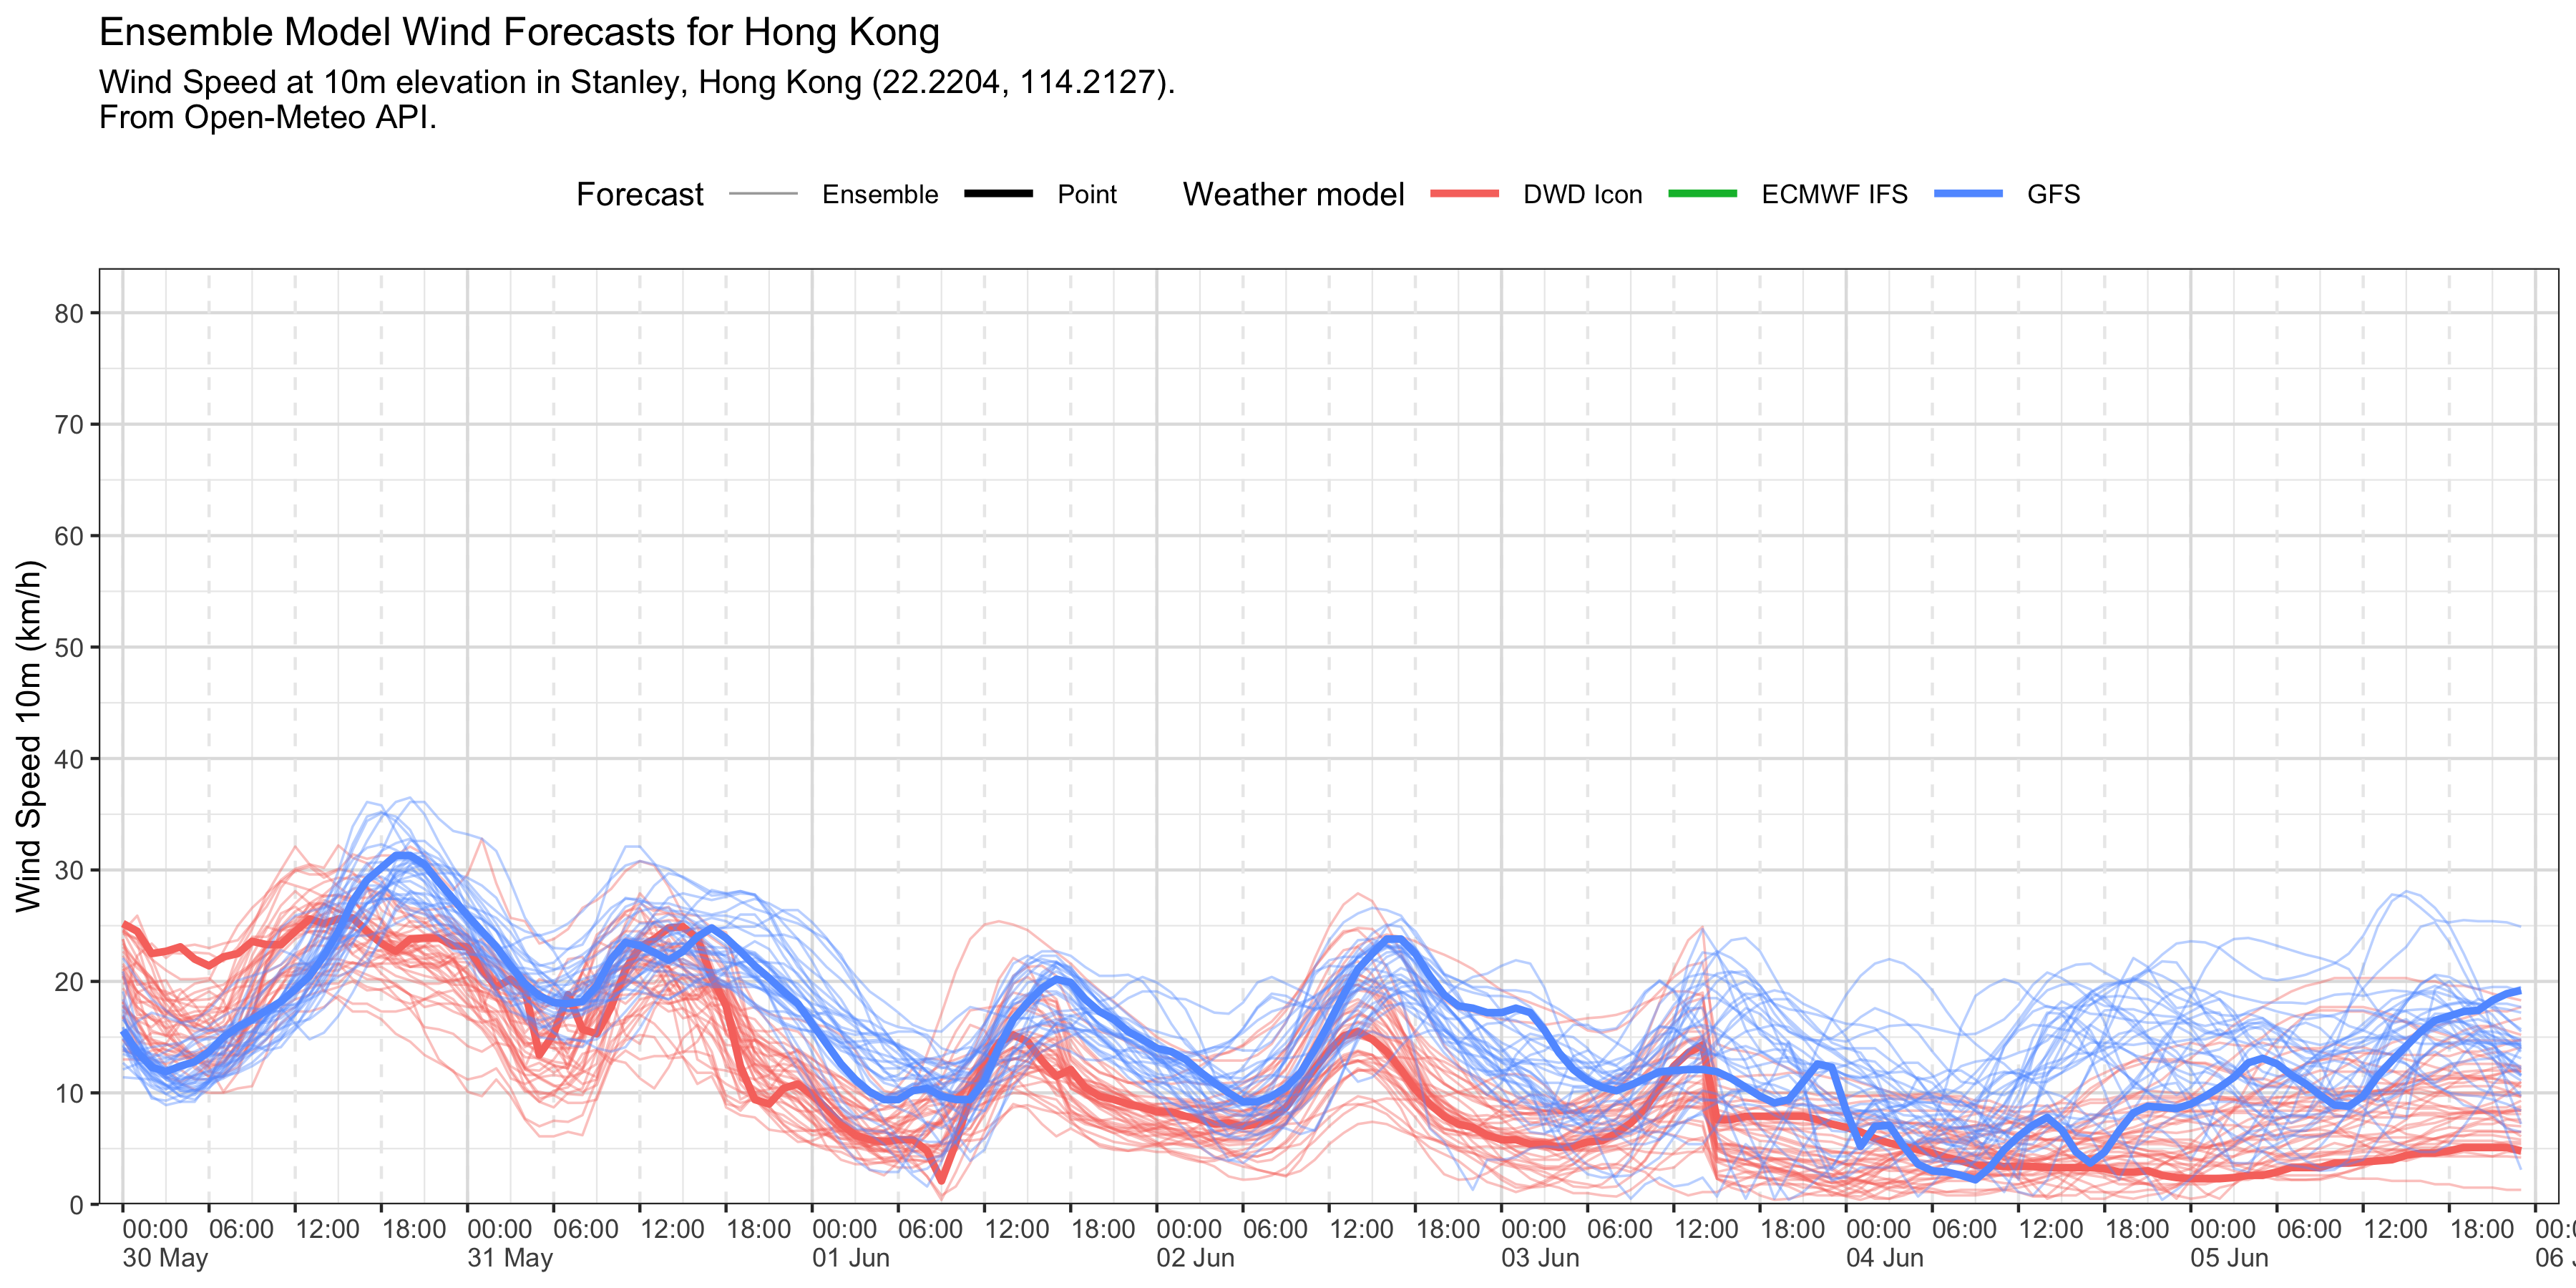 Ensemble Model Wind Forecasts for Hong Kong
Wind Speed at 10m elevation in Stanley, Hong Kong (22.2204, 114.2127).
From Open-Meteo API.
Forecast Ensemble Point Weather model DWD Icon ECMWF IFS GFS
Wind Speed 10m (km/h)
80
70
60
50
40
30
20
10
0
00:00 06:00 12:00 18:00 00:00 06:00 12:00 18:00 00:00 06:00 12:00 18:00 00:00 06:00 12:00 18:00 00:00 06:00 12:00 18:00 00:00 06:00 12:00 18:00 00:00 06:00 12:00 18:00 00:0
30 May 31 May 01 Jun 02 Jun 03 Jun 04 Jun 05 Jun 06